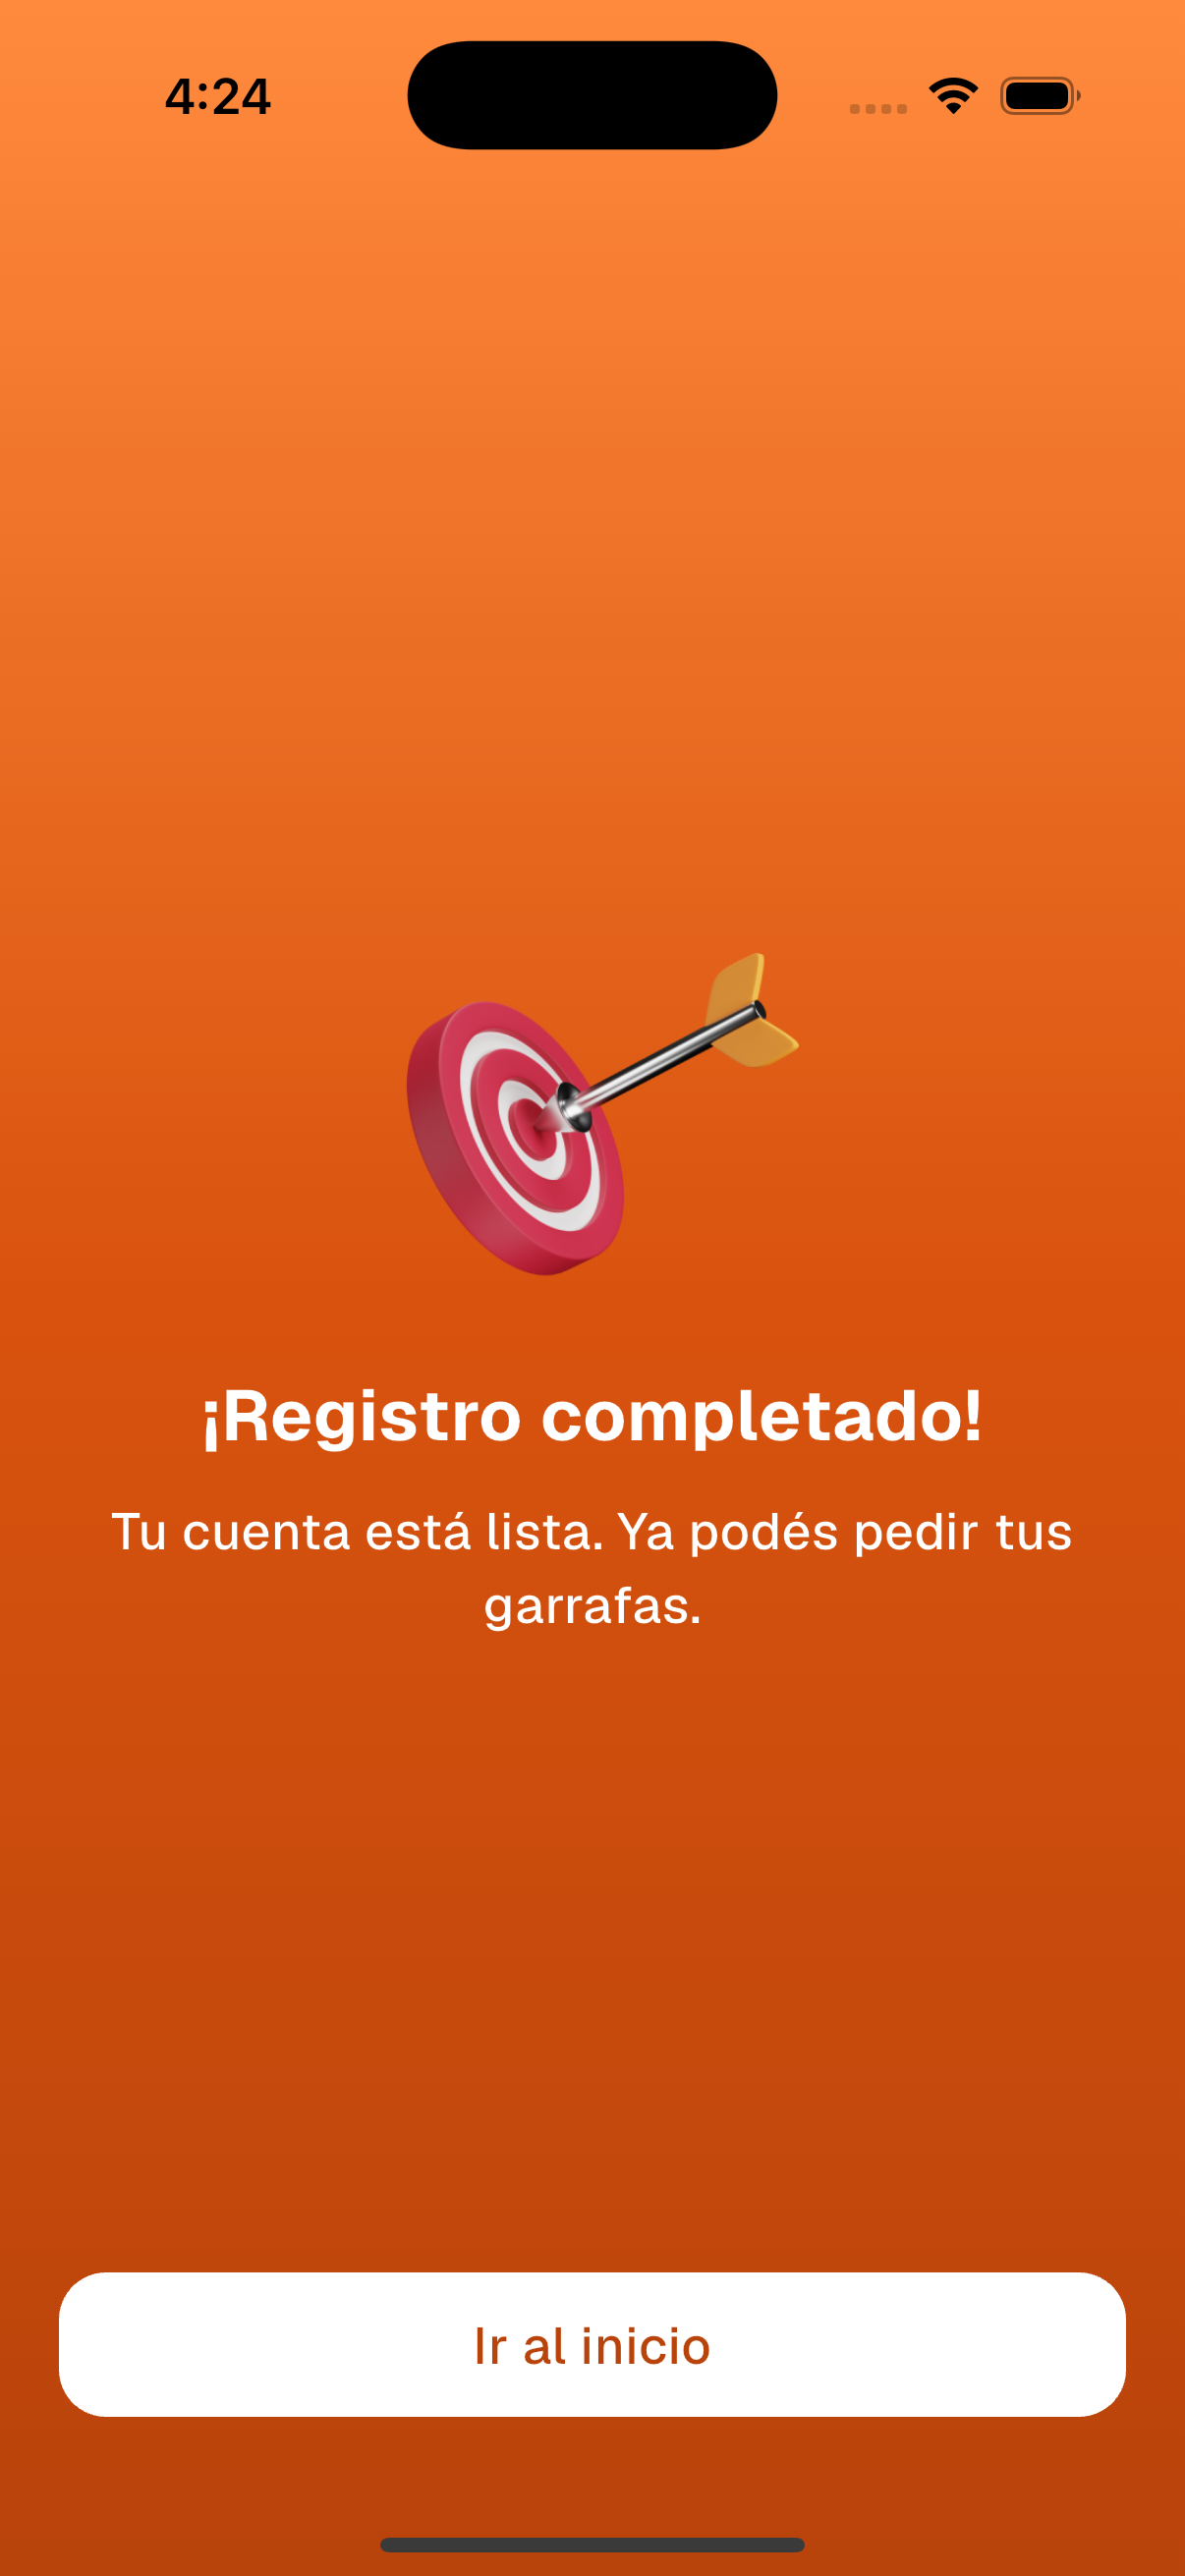 4:24
¡Registro completado!
Tu cuenta está lista. Ya podés pedir tus
garrafas.
Ir al inicio